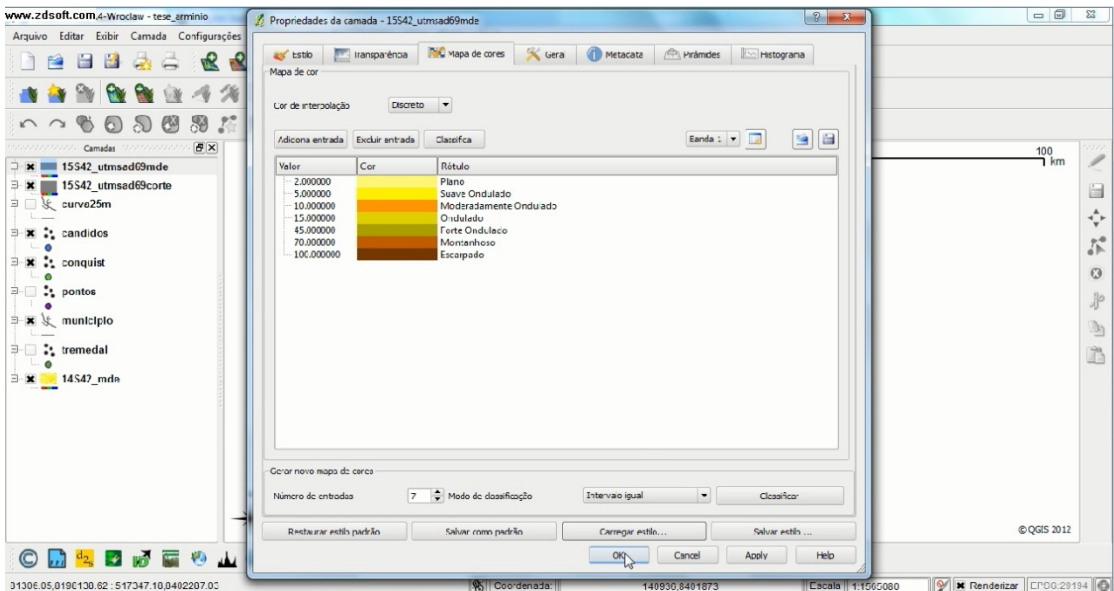 www.zdsoft.com,4-Wroclaw - tese_arminio
Propriedades da camada - 15S42_utmsad69mde
Arquivo Editar Exibir Camada Configurações
Estilo Transparência Mapa de cores Gera Metadata Pirâmides Histograma
Mapa de cor
Cor de interpolação Discreto
Adiciona entrada Excluir entrada Classifica Banda 1
Valor Cor Rótulo
2.000000 Plano
5.000000 Suave Ondulado
10.000000 Moderadamente Ondulado
15.000000 Ondulado
45.000000 Forte Ondulado
70.000000 Montanhoso
100.000000 Escarpado
Camadas
15S42_utmsad69mde
15S42_utmsad69corte
curva25m
candidos
conquist
pontos
municipio
tremedal
14S42_mde
100
km
Gerar novo mapa de cores
Número de entradas 7 Modo de classificação Intervalo igual Classificar
Restaurar estilo padrão Salvar como padrão Carregar estilo... Salvar estilo ...
OK Cancel Apply Help
©QGIS 2012
Coordenada: 140936,8401873 Escala 1:1565080 Renderizar EPSG:29194